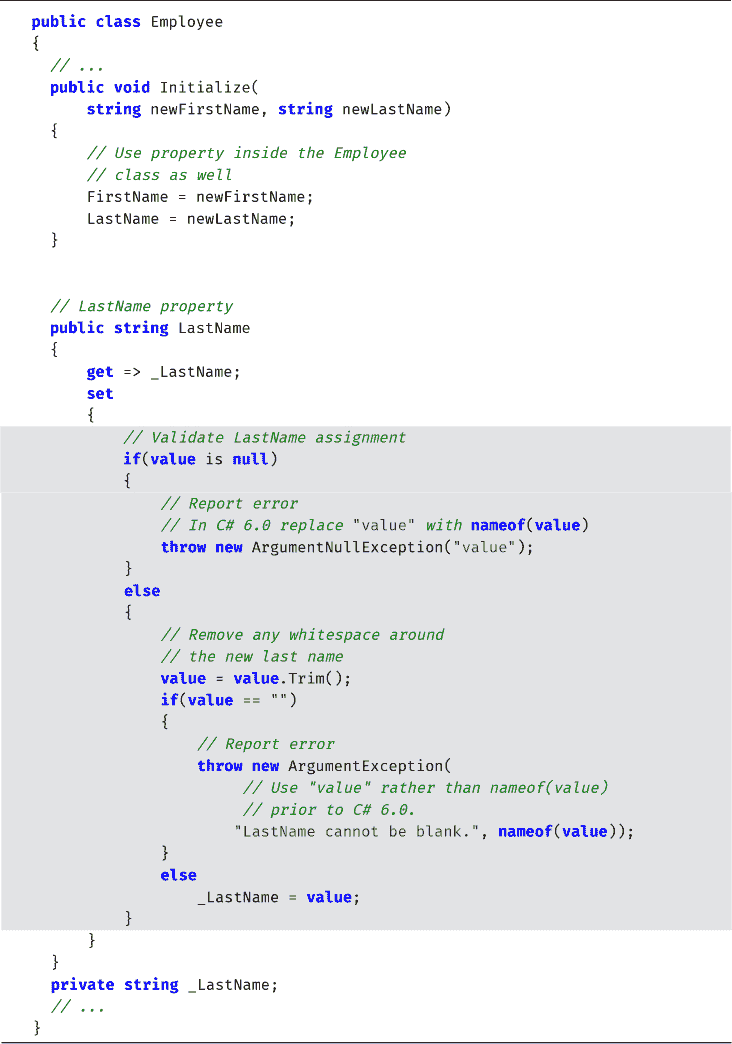 public class Employee
{
// ...
public void Initialize(
string newFirstName, string newLastName)
{
// Use property inside the Employee
// class as well
FirstName = newFirstName;
LastName = newLastName;
}
// LastName property
public string LastName
{
get => _LastName;
set
{
// Validate LastName assignment
if(value is null)
{
// Report error
// In C# 6.0 replace "value" with nameof(value)
throw new ArgumentNullException("value");
}
else
{
// Remove any whitespace around
// the new last name
value = value.Trim();
if(value == "")
{
// Report error
throw new ArgumentException(
// Use "value" rather than nameof(value)
// prior to C# 6.0.
"LastName cannot be blank.", nameof(value));
}
else
_LastName = value;
}
}
}
private string _LastName;
// ...
}